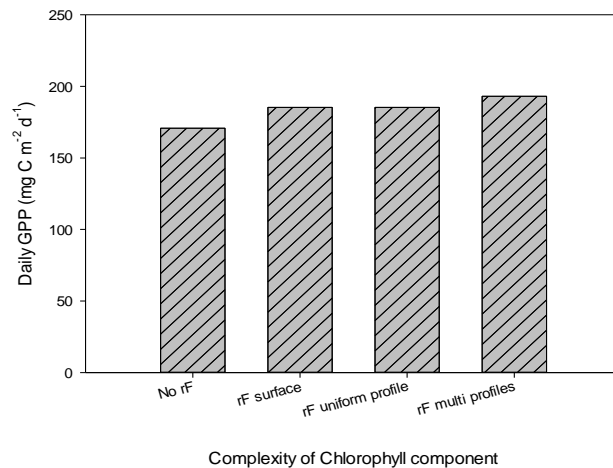 250
200
150
100
50
0
Daily GPP (mg C m⁻² d⁻¹)
No rF
rF surface
rF uniform profile
rF multi profiles
Complexity of Chlorophyll component